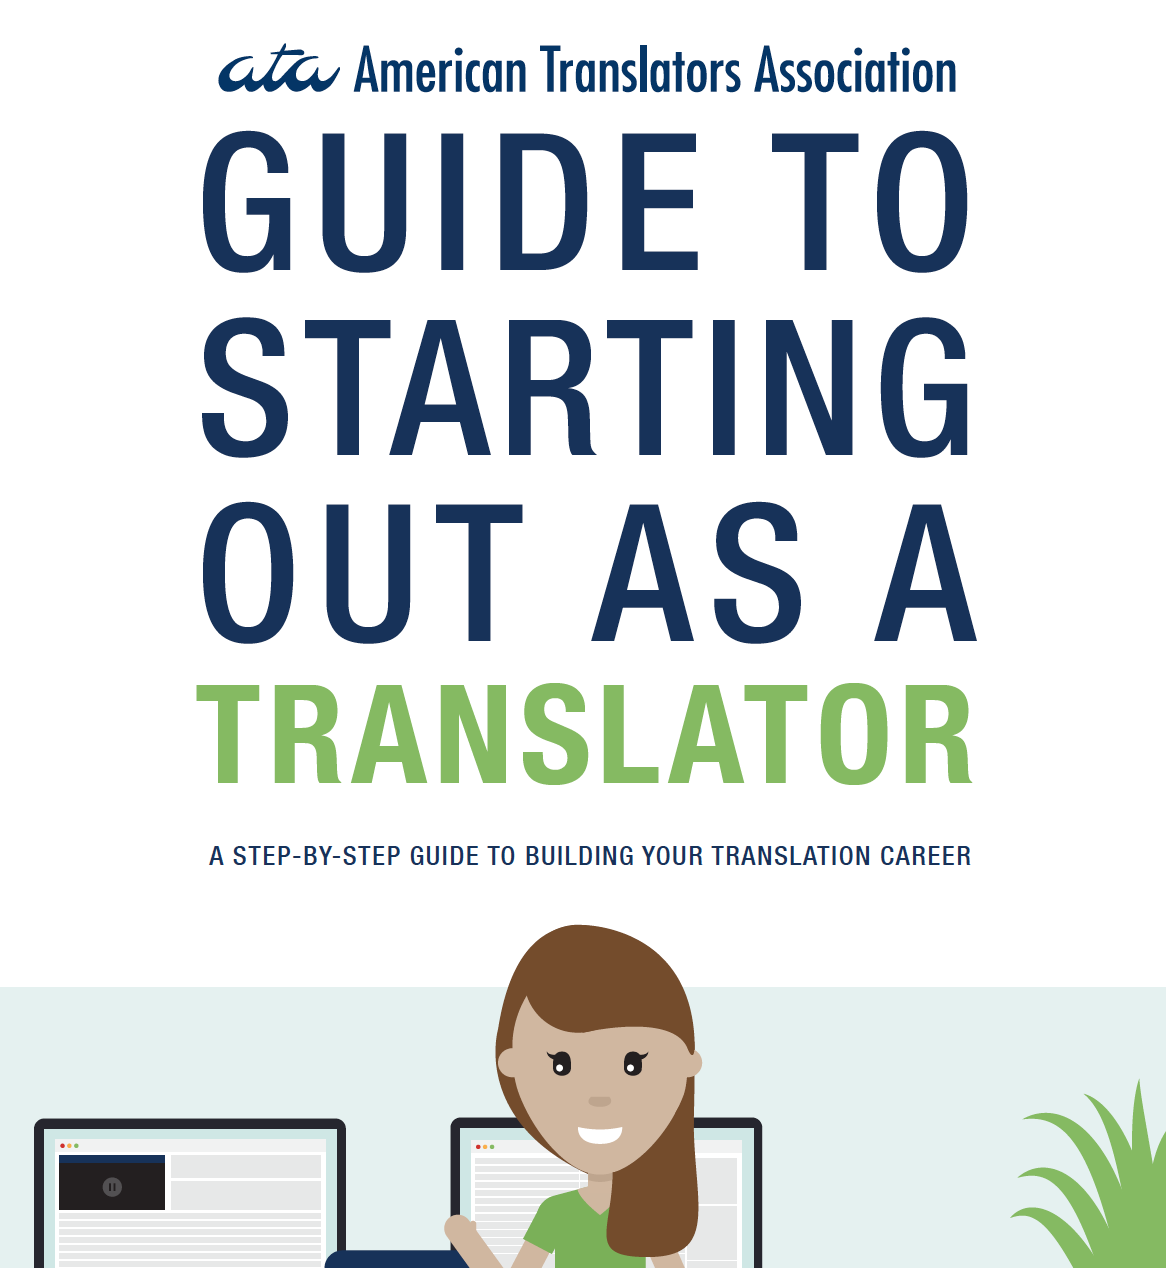 ata American Translators Association
GUIDE TO
STARTING
OUT AS A
TRANSLATOR
A STEP-BY-STEP GUIDE TO BUILDING YOUR TRANSLATION CAREER